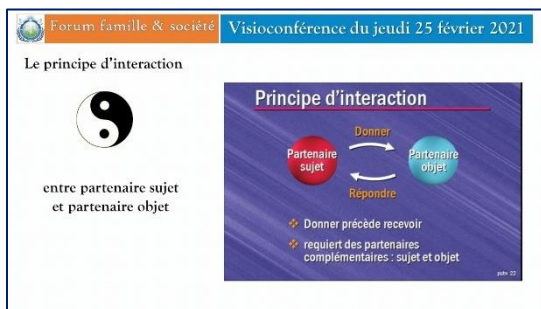 Forum famille & société
Visioconférence du jeudi 25 février 2021
Le principe d'interaction
entre partenaire sujet
et partenaire objet
Principe d'interaction
Donner
Partenaire
sujet
Partenaire
objet
Répondre
Donner précède recevoir
requiert des partenaires
complémentaires : sujet et objet